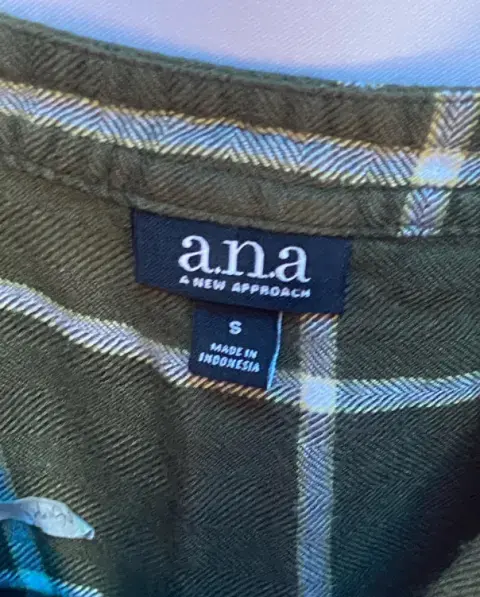 a.n.a
A NEW APPROACH
S
MADE IN
INDONESIA